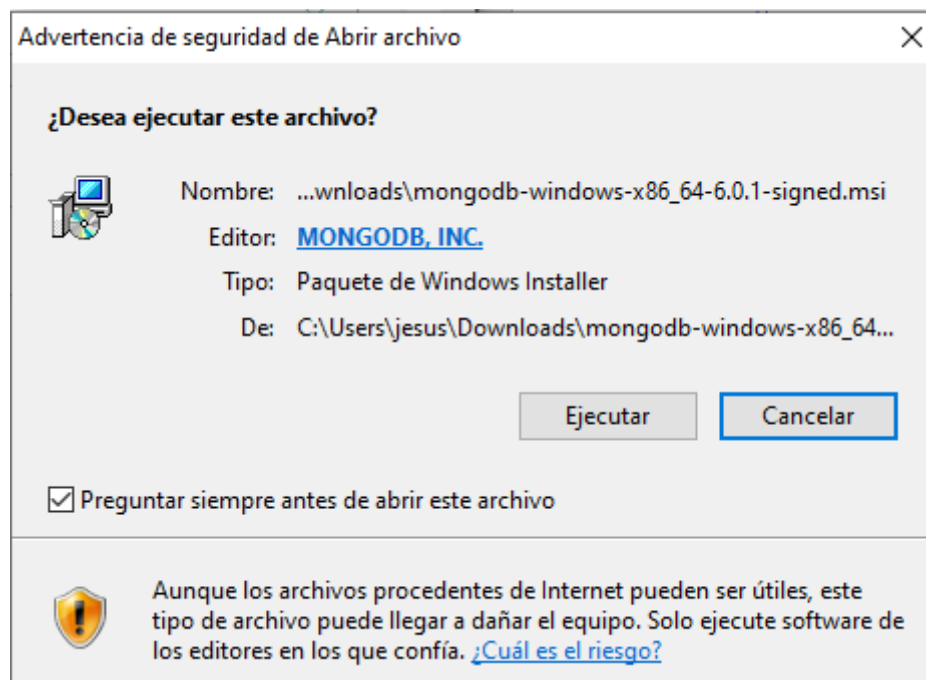 Advertencia de seguridad de Abrir archivo
¿Desea ejecutar este archivo?
Nombre: ...wnloads\mongodb-windows-x86_64-6.0.1-signed.msi
Editor: MONGODB, INC.
Tipo: Paquete de Windows Installer
De: C:\Users\jesus\Downloads\mongodb-windows-x86_64...
Ejecutar Cancelar
Preguntar siempre antes de abrir este archivo
Aunque los archivos procedentes de Internet pueden ser útiles, este
tipo de archivo puede llegar a dañar el equipo. Solo ejecute software de
los editores en los que confía. ¿Cuál es el riesgo?